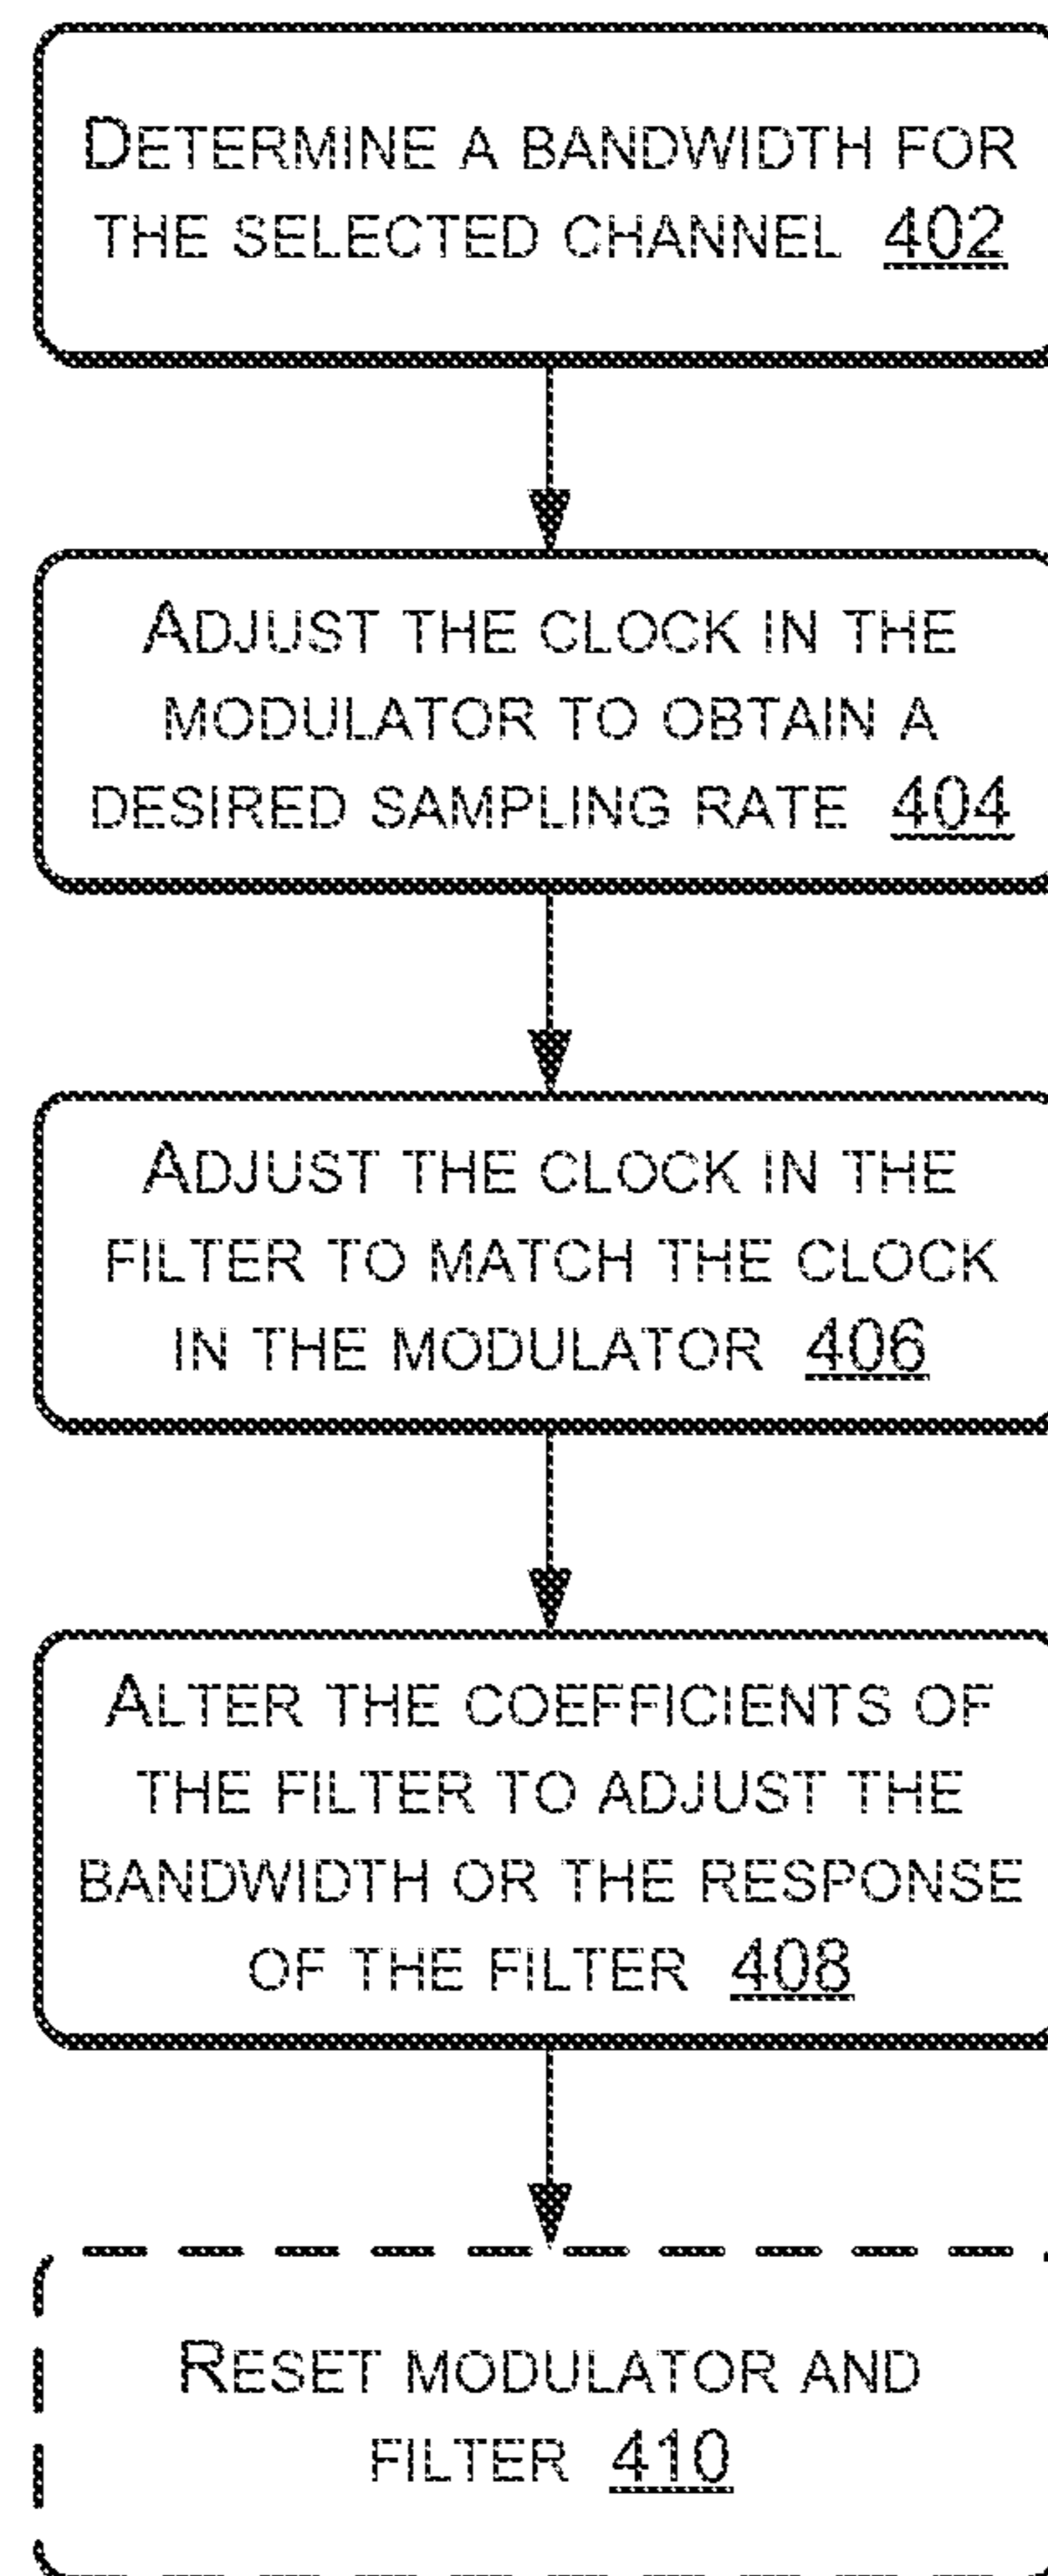 DETERMINE A BANDWIDTH FOR
THE SELECTED CHANNEL 402
ADJUST THE CLOCK IN THE
MODULATOR TO OBTAIN A
DESIRED SAMPLING RATE 404
ADJUST THE CLOCK IN THE
FILTER TO MATCH THE CLOCK
IN THE MODULATOR 406
ALTER THE COEFFICIENTS OF
THE FILTER TO ADJUST THE
BANDWIDTH OR THE RESPONSE
OF THE FILTER 408
RESET MODULATOR AND
FILTER 410